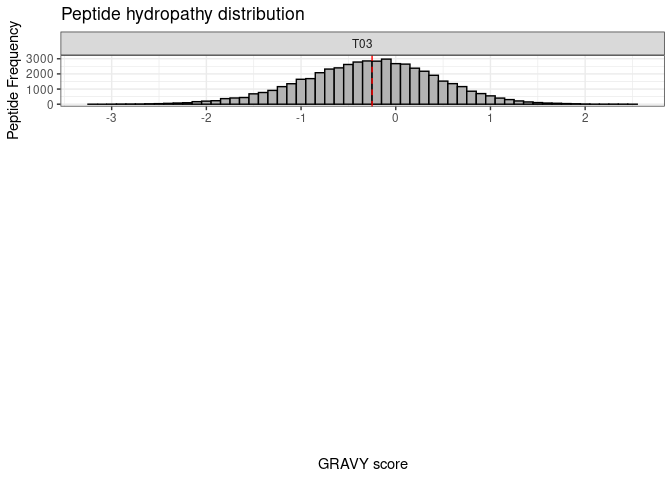 Peptide hydropathy distribution
T03
Peptide Frequency
3000
2000
1000
0
-3 -2 -1 0 1 2
GRAVY score